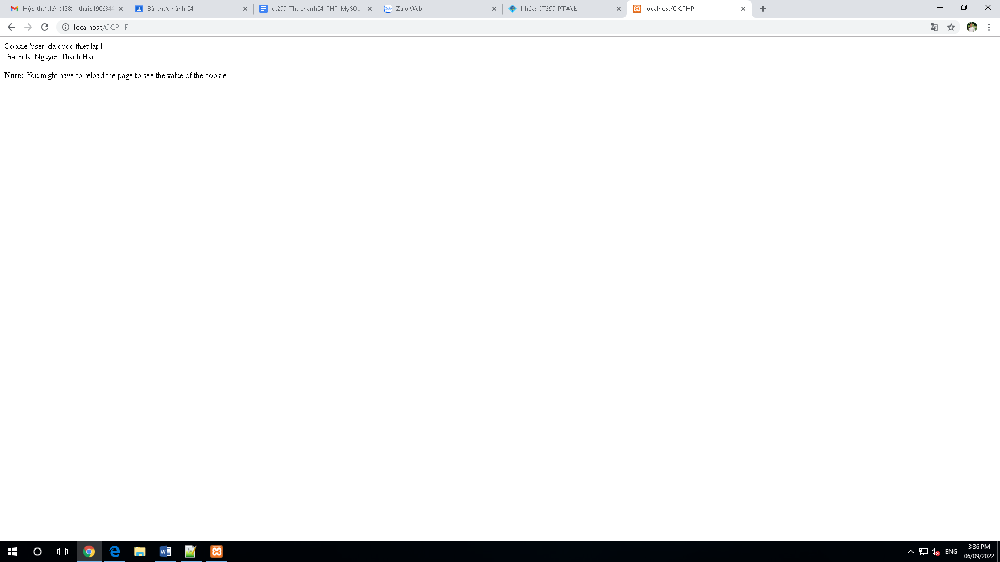 Hộp thư đến (138) - thaib190634
Bài thực hành 04
ct299-Thuchanh04-PHP-MySQL-
Zalo Web
Khóa: CT299-PTWeb
localhost/CK.PHP
localhost/CK.PHP
Cookie 'user' da duoc thiet lap!
Gia tri la: Nguyen Thanh Hai
Note: You might have to reload the page to see the value of the cookie.
ENG
3:36 PM
06/09/2022